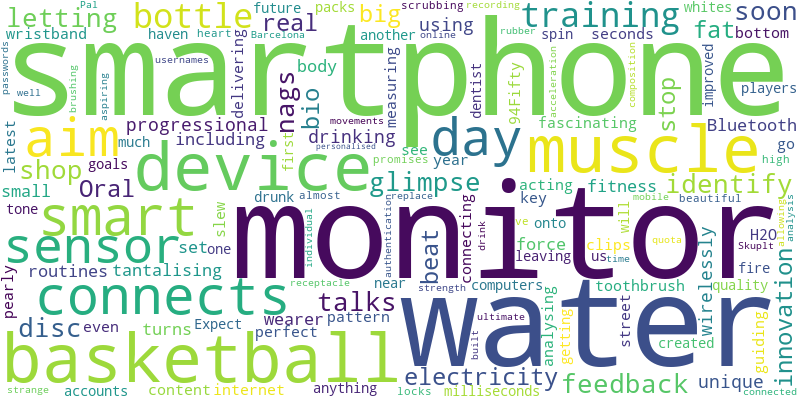 Pal
scrubbing
recording
letting
bottle
future
packs
real
big
training
whites
soon
wristband
haven
heart
Barcelona
another
using
online
rubber
spin
seconds
fat
bottom
passwords
usernames
smartphone
well
brushing
aspiring
delivering
nags
bio
body
measuring
dentist
94Fifty
acceleration
composition
stop
improved
players
latest
aim
progressional
much
including
movements
drinking
personalised
day
fascinating
muscle
Bluetooth
go
shop
goals
first
promises
see
year
high
small
Oral
device
glimpse
acting
fitness
identify
mobile
beautiful
tone
smart
slew
drunk
almost
individual
authentication
replace
key
onto
will
allowing
analysis
sensor
set
one
monitor
beat
connecting
drink
leaving
ve
force
clips
us
time
quota
H2O
Skuplt
fire
pearly
routines
tantalising
receptacle
near
strength
computers
toothbrush
wirelessly
quality
connects
talks
water
innovation
disc
even
turns
Expect
wearer
perfect
pattern
built
ultimate
analysing
getting
street
created
guiding
basketball
electricity
feedback
unique
strange
accounts
content
internet
anything
locks
milliseconds
connected